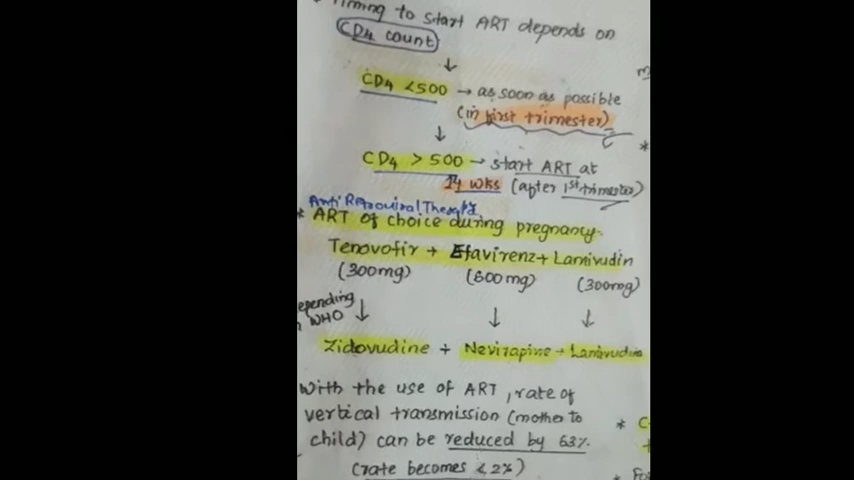 Timing to start ART depends on
CD4 count
↓
CD4 <500 → as soon as possible
(in first trimester)
↓
CD4 > 500 → start ART at
14 wks (after 1st trimester)
Anti Retroviral Therapy
* ART of choice during pregnancy.
Tenovofir + Efavirenz + Lamivudin
(300mg) (600mg) (300mg)
epending
n WHO
↓ ↓ ↓
Zidovudine + Nevirapine + Lamivudine
With the use of ART, rate of
vertical transmission (mother to
child) can be reduced by 63%.
(rate becomes <2%)